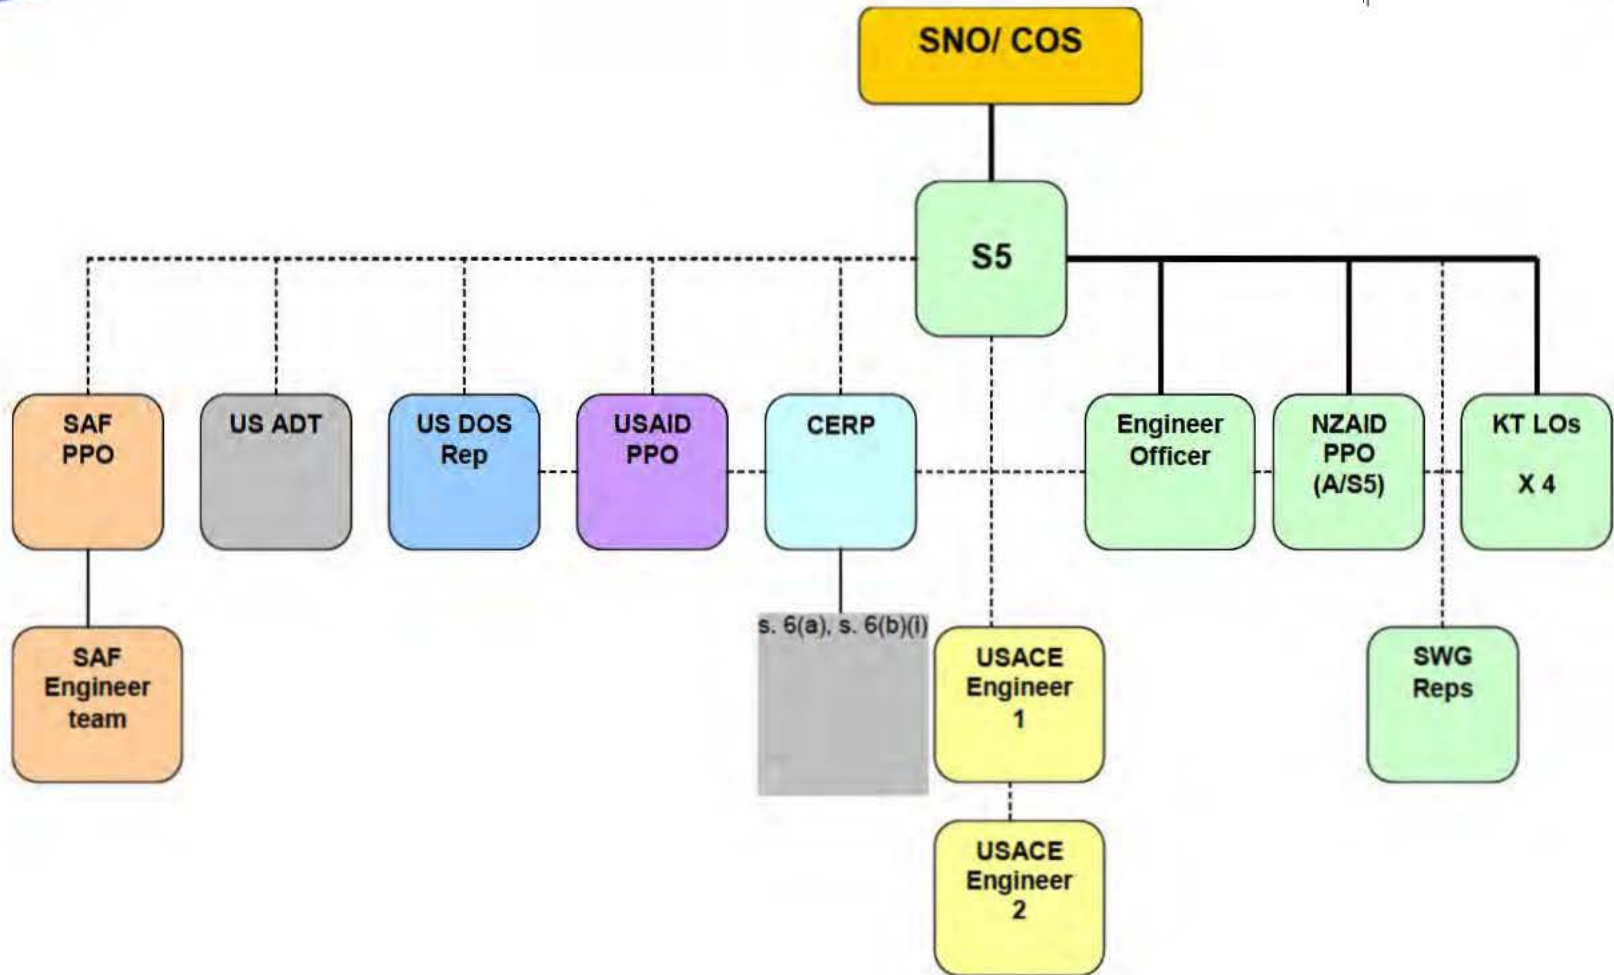 SNO/ COS
S5
SAF
PPO
US ADT
US DOS
Rep
USAID
PPO
CERP
Engineer
Officer
NZAID
PPO
(A/S5)
KT LOs
X 4
SAF
Engineer
team
s. 6(a), s. 6(b)(i)
USACE
Engineer
1
SWG
Reps
USACE
Engineer
2